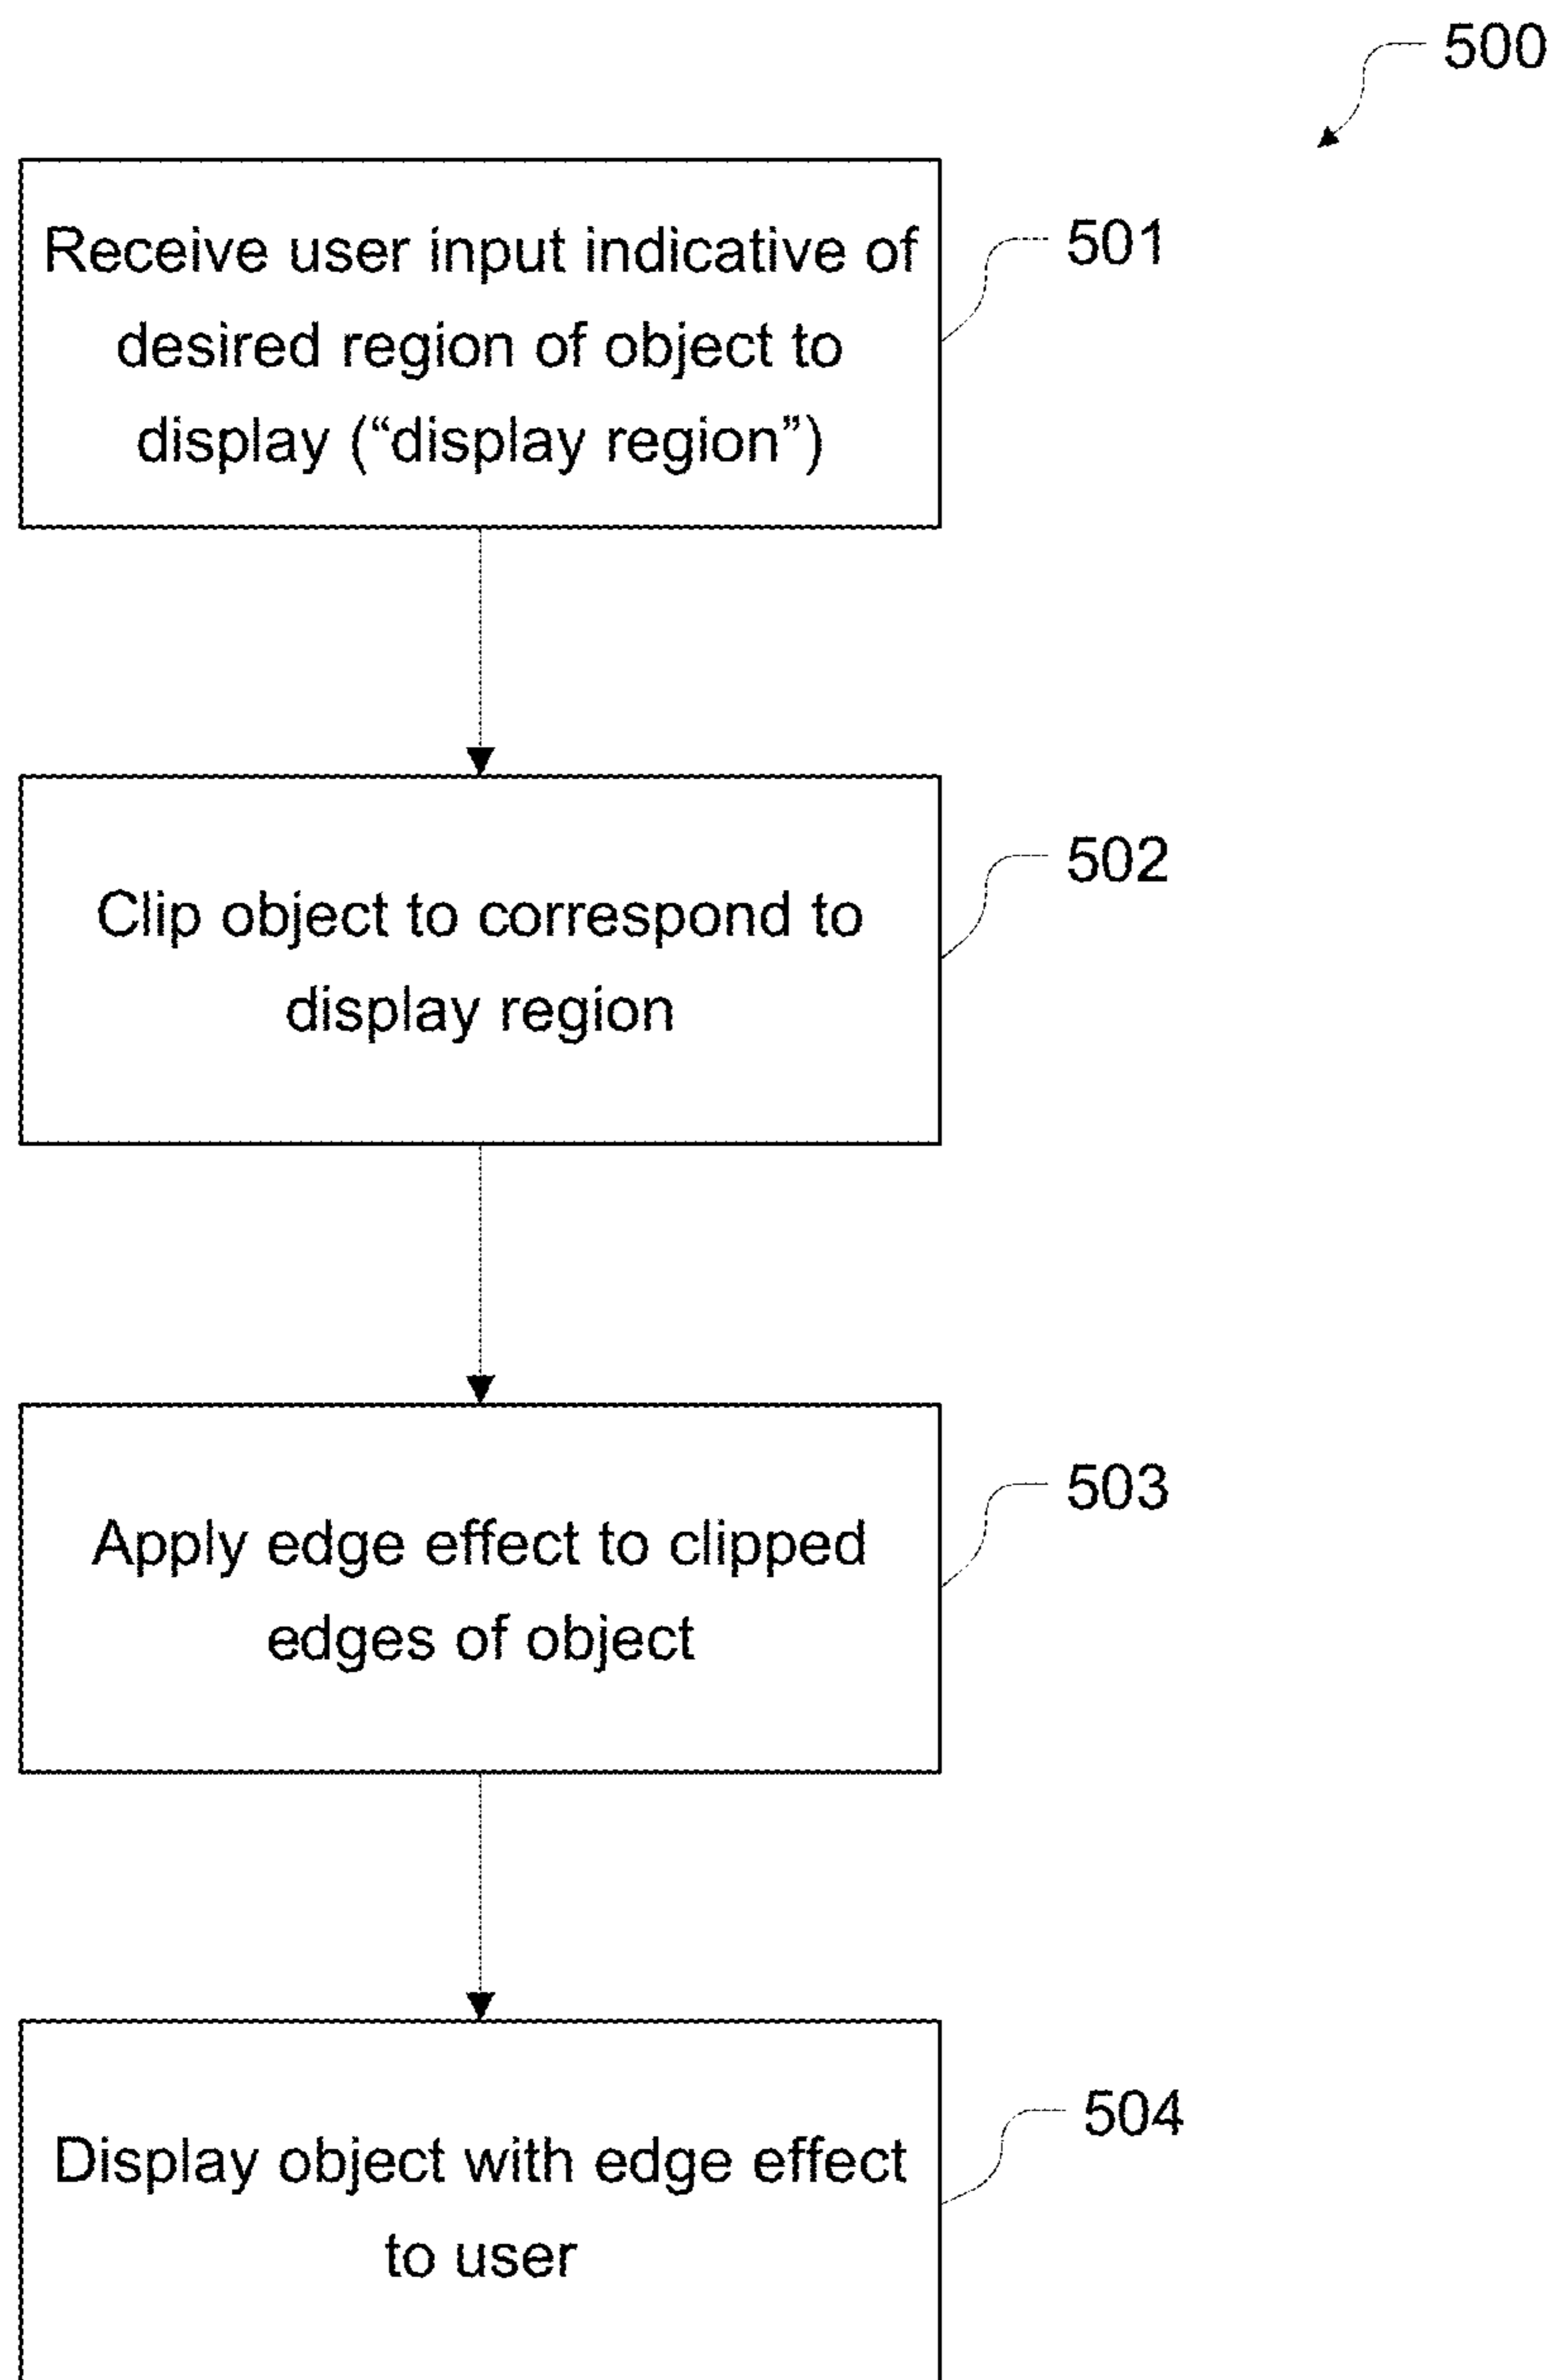 500
Receive user input indicative of
desired region of object to
display (“display region”)
501
Clip object to correspond to
display region
502
Apply edge effect to clipped
edges of object
503
Display object with edge effect
to user
504